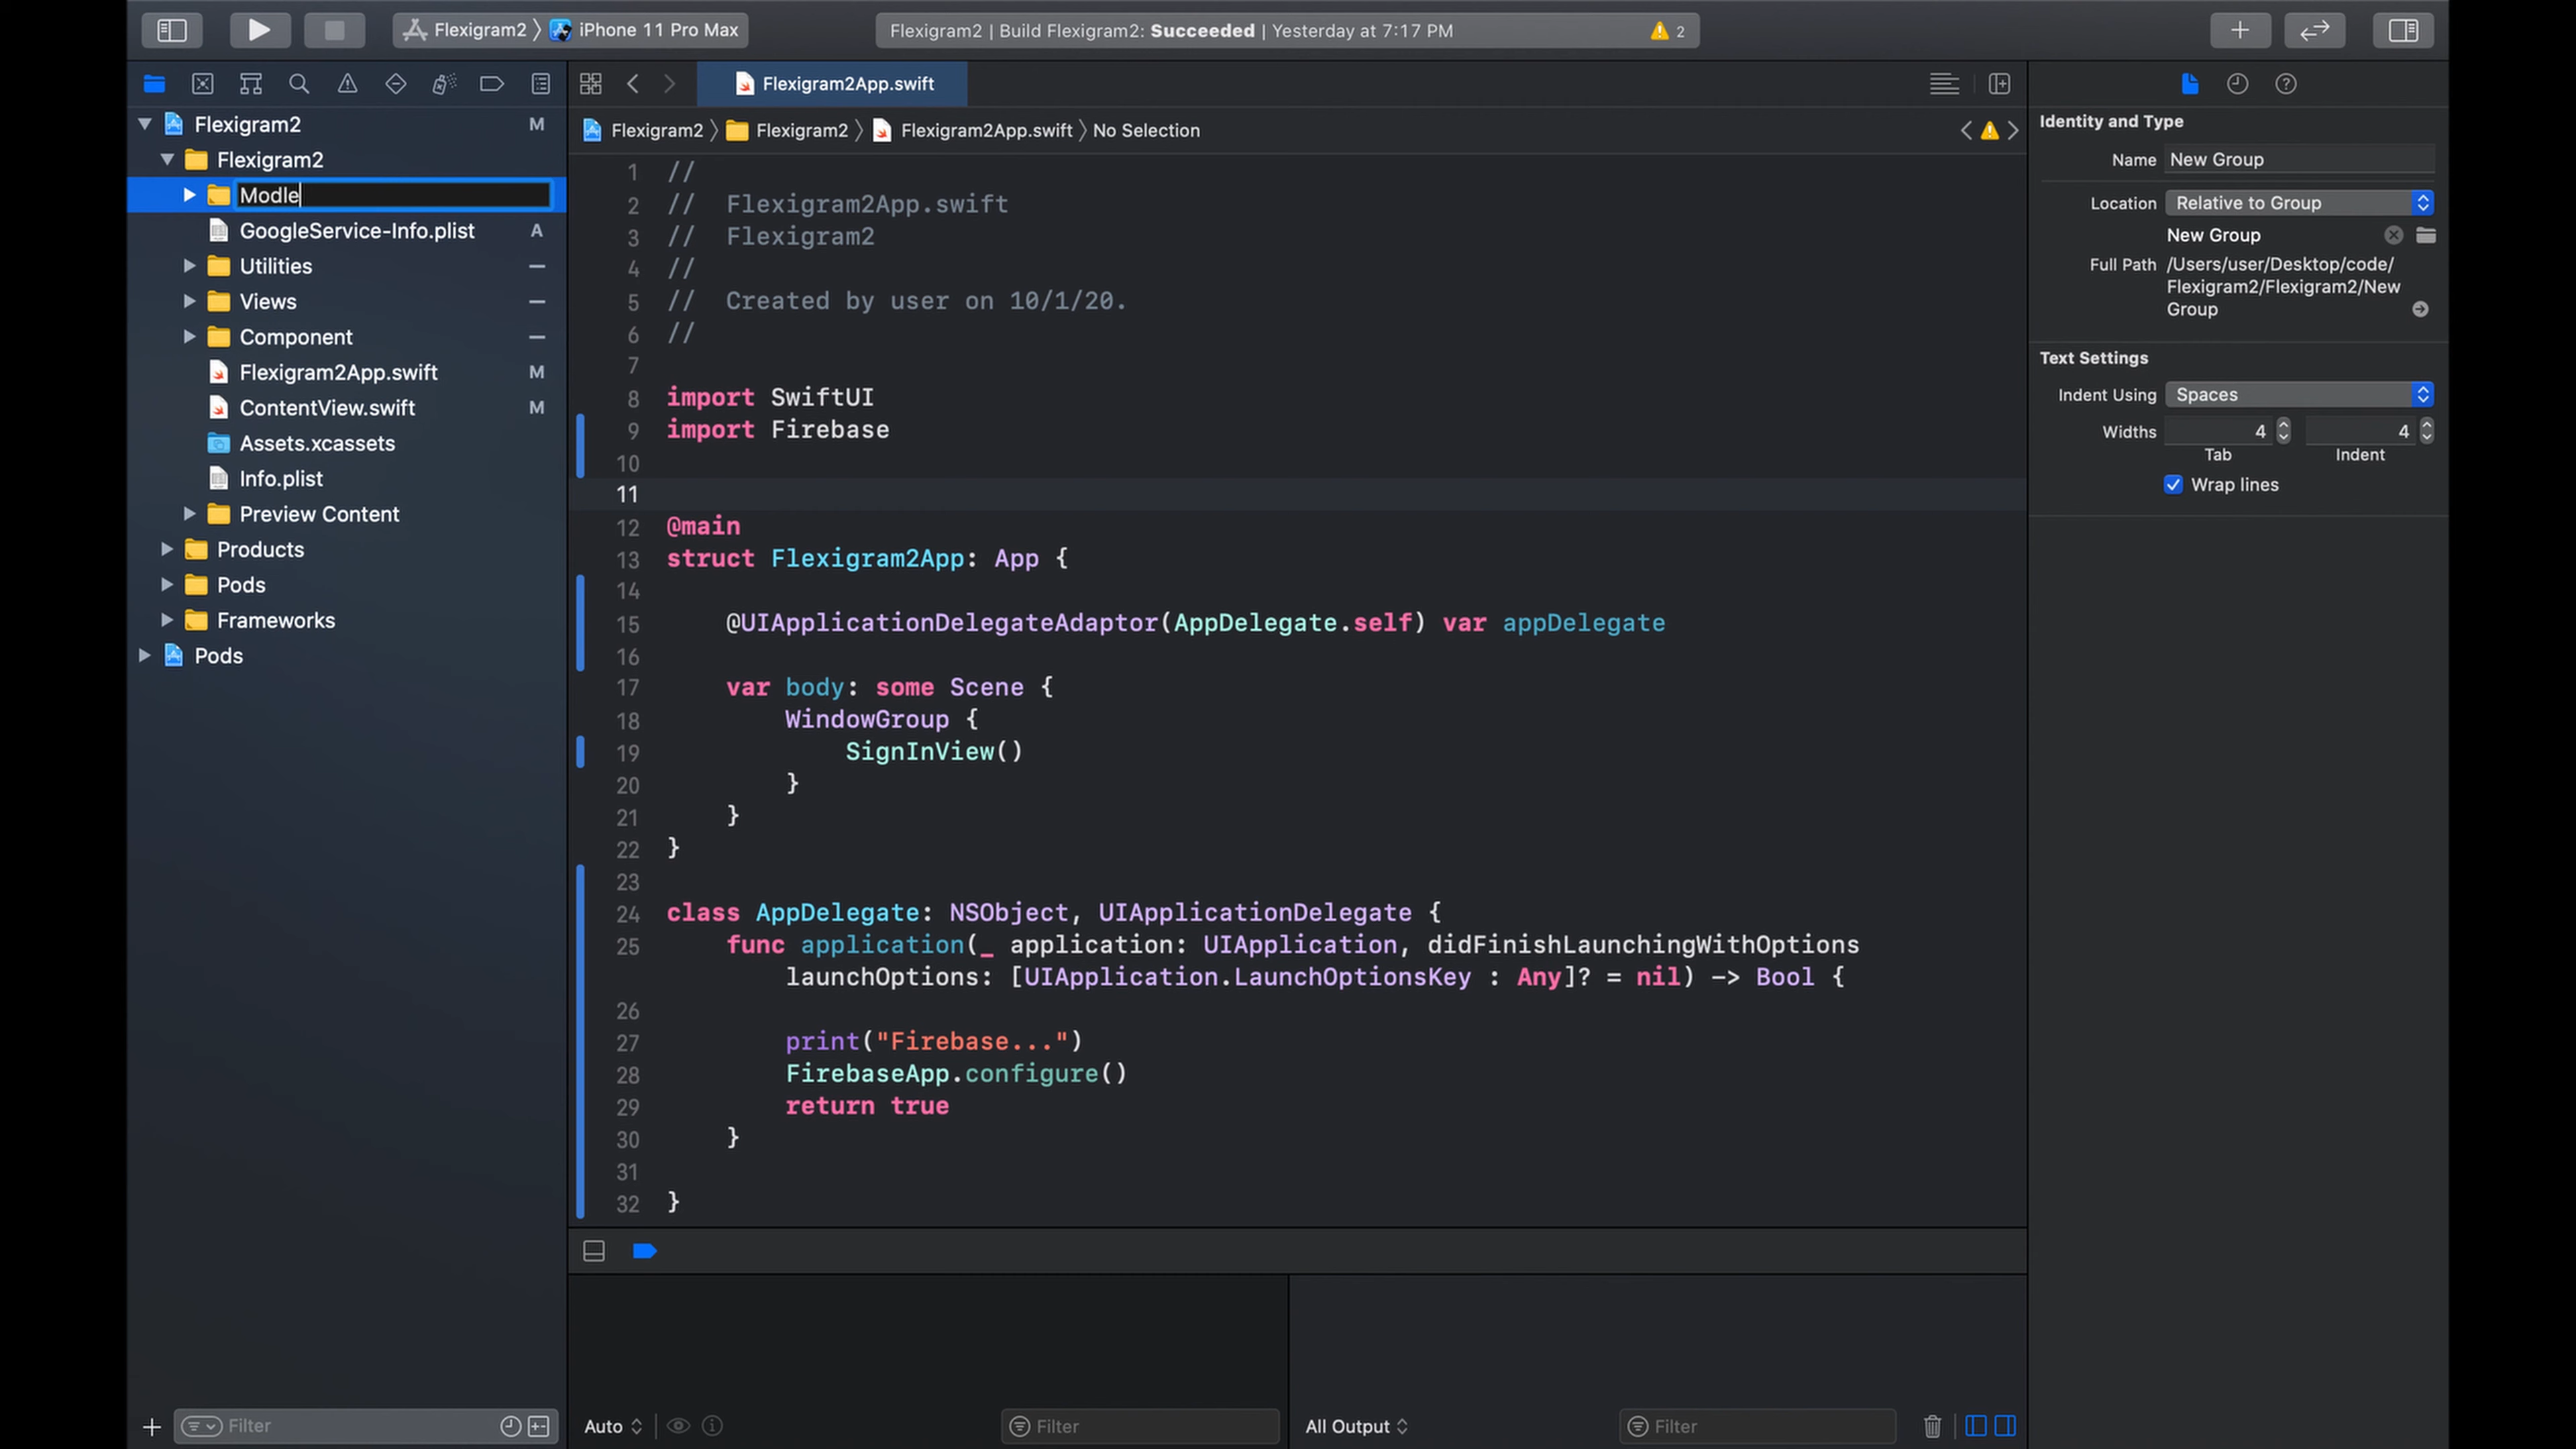 Flexigram2 〉 iPhone 11 Pro Max
Flexigram2 | Build Flexigram2: Succeeded | Yesterday at 7:17 PM
2
Flexigram2 M
Flexigram2
Modle
GoogleService-Info.plist A
Utilities
Views
Component
Flexigram2App.swift M
ContentView.swift M
Assets.xcassets
Info.plist
Preview Content
Products
Pods
Frameworks
Pods
Filter
Flexigram2App.swift
Flexigram2 〉 Flexigram2 〉 Flexigram2App.swift 〉 No Selection
1 //
2 //  Flexigram2App.swift
3 //  Flexigram2
4 //
5 //  Created by user on 10/1/20.
6 //
7
8 import SwiftUI
9 import Firebase
10
11
12 @main
13 struct Flexigram2App: App {
14
15     @UIApplicationDelegateAdaptor(AppDelegate.self) var appDelegate
16
17     var body: some Scene {
18         WindowGroup {
19             SignInView()
20         }
21     }
22 }
23
24 class AppDelegate: NSObject, UIApplicationDelegate {
25     func application(_ application: UIApplication, didFinishLaunchingWithOptions
launchOptions: [UIApplication.LaunchOptionsKey : Any]? = nil) -> Bool {
26
27         print("Firebase...")
28         FirebaseApp.configure()
29         return true
30     }
31
32 }
Auto
Filter
All Output
Filter
Identity and Type
Name New Group
Location Relative to Group
New Group
Full Path /Users/user/Desktop/code/
Flexigram2/Flexigram2/New
Group
Text Settings
Indent Using Spaces
Widths 4 4
Tab Indent
Wrap lines